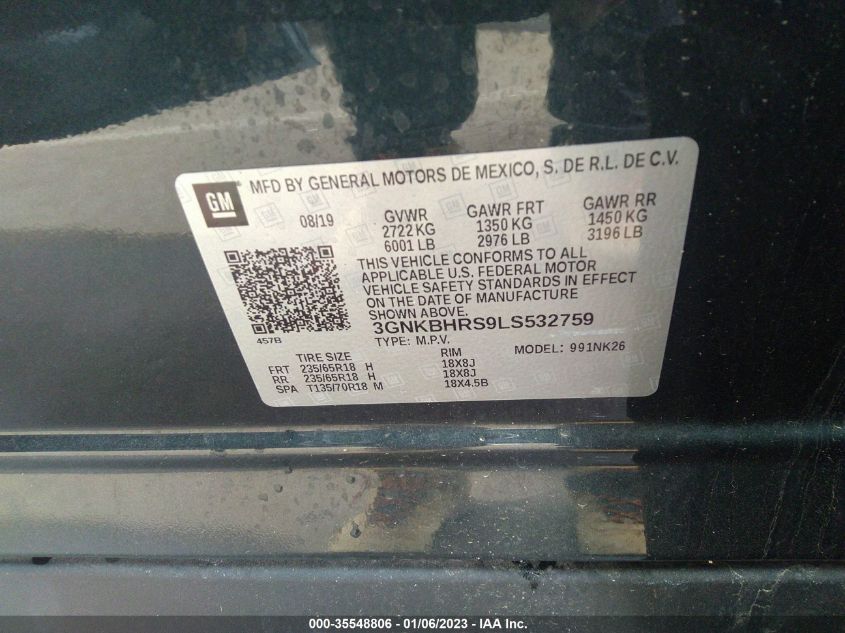 GM
MFD BY GENERAL MOTORS DE MEXICO, S. DE R.L. DE C.V.
08/19 GVWR GAWR FRT GAWR RR
2722 KG 1350 KG 1450 KG
6001 LB 2976 LB 3196 LB
THIS VEHICLE CONFORMS TO ALL
APPLICABLE U.S. FEDERAL MOTOR
VEHICLE SAFETY STANDARDS IN EFFECT
ON THE DATE OF MANUFACTURE
SHOWN ABOVE.
457B
3GNKBHRS9LS532759
TYPE: M.P.V. MODEL: 991NK26
TIRE SIZE RIM
FRT 235/65R18 H 18X8J
RR 235/65R18 H 18X8J
SPA T135/70R18 M 18X4.5B
000-35548806 - 01/06/2023 - © IAA Inc.